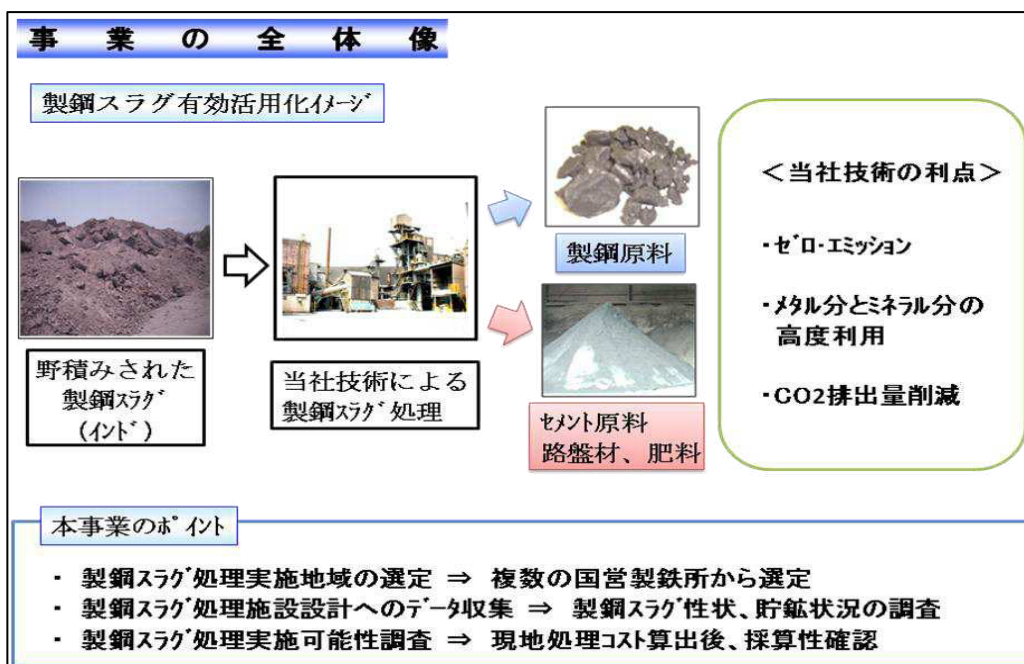 事業の全体像
製鋼スラグ有効活用化ｲﾒｰｼﾞ
野積みされた
製鋼ｽﾗｸﾞ
(ｲﾝﾄﾞ)
当社技術による
製鋼ｽﾗｸﾞ処理
製鋼原料
ｾﾒﾝﾄ原料
路盤材、肥料
＜当社技術の利点＞
・ｾﾞﾛ・ｴﾐｯｼｮﾝ
・ﾒﾀﾙ分とﾐﾈﾗﾙ分の
高度利用
・CO2排出量削減
本事業のﾎﾟｲﾝﾄ
・ 製鋼ｽﾗｸﾞ処理実施地域の選定 ⇒ 複数の国営製鉄所から選定
・ 製鋼ｽﾗｸﾞ処理施設設計へのﾃﾞｰﾀ収集 ⇒ 製鋼ｽﾗｸﾞ性状、貯鉱状況の調査
・ 製鋼ｽﾗｸﾞ処理実施可能性調査 ⇒ 現地処理ｺｽﾄ算出後、採算性確認